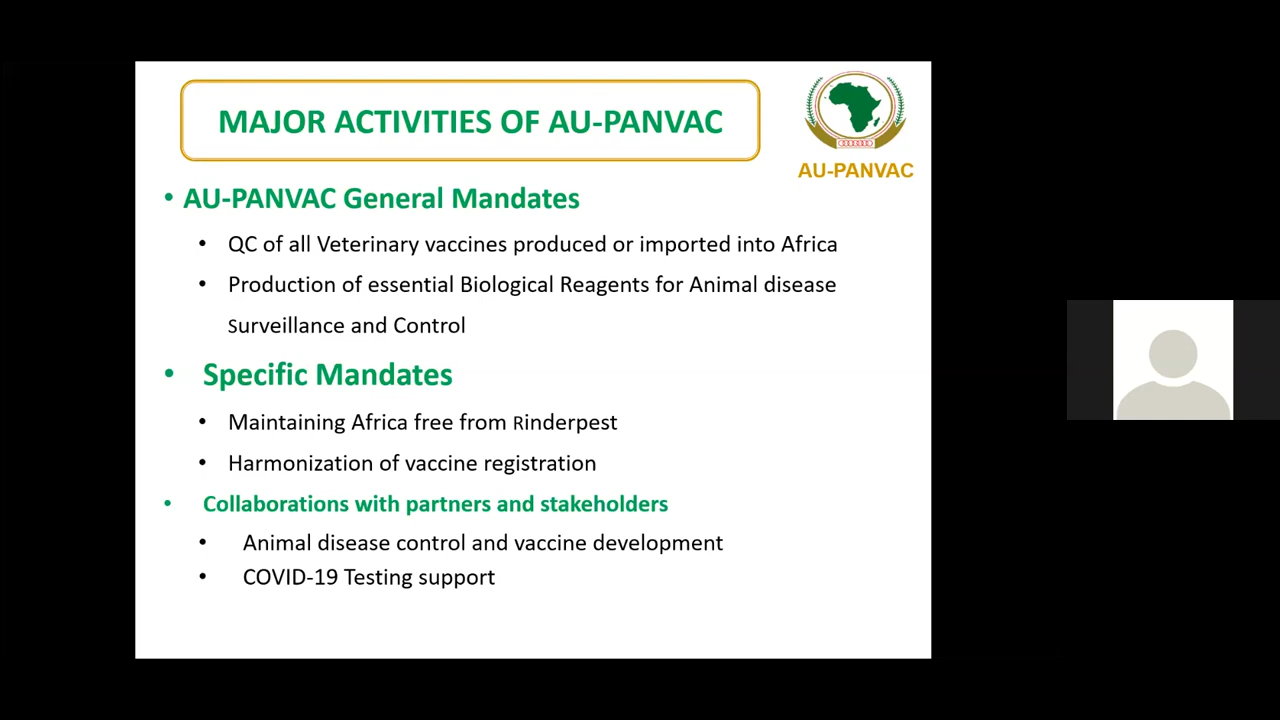 MAJOR ACTIVITIES OF AU-PANVAC
AU-PANVAC
• AU-PANVAC General Mandates
• QC of all Veterinary vaccines produced or imported into Africa
• Production of essential Biological Reagents for Animal disease
Surveillance and Control
• Specific Mandates
• Maintaining Africa free from Rinderpest
• Harmonization of vaccine registration
• Collaborations with partners and stakeholders
• Animal disease control and vaccine development
• COVID-19 Testing support